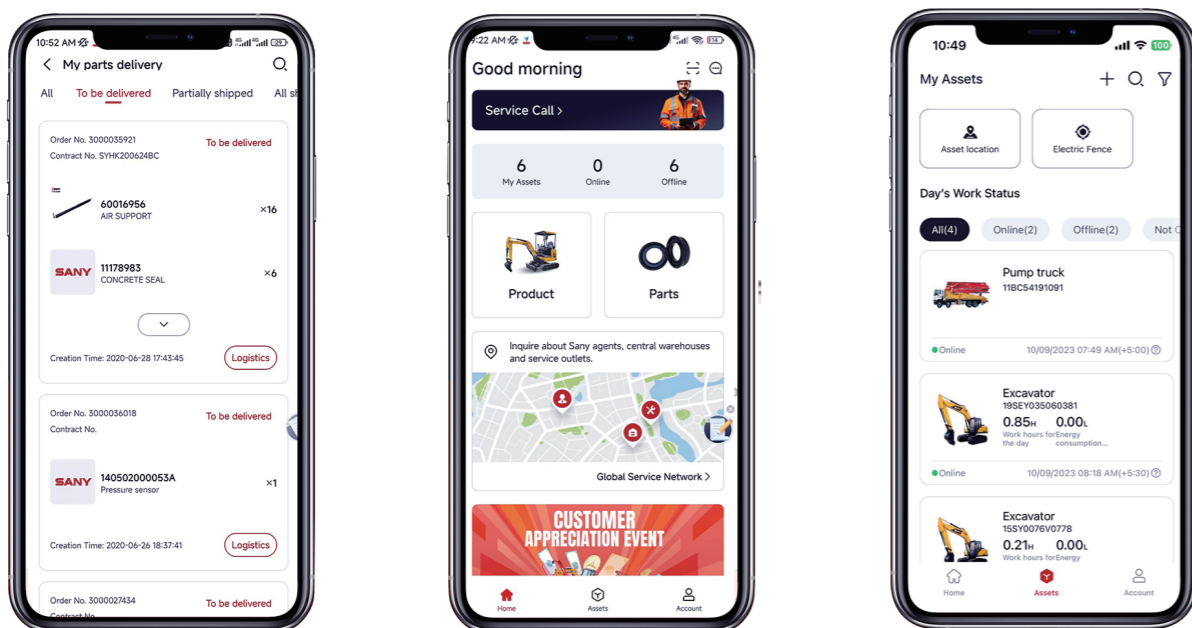 10:52 AM
My parts delivery
All To be delivered Partially shipped All
Order No. 3000035921
To be delivered
Contract No. SYHK200624BC
60016956
AIR SUPPORT
×16
SANY
11178983
CONCRETE SEAL
×6
Creation Time: 2020-06-28 17:43:45
Logistics
Order No. 3000036018
To be delivered
Contract No.
SANY
140502000053A
Pressure sensor
×1
Creation Time: 2020-06-26 18:37:41
Logistics
Order No. 3000027434
To be delivered
Contract No.
:22 AM
Good morning
Service Call >
6 0 6
My Assets Online Offline
Product Parts
Inquire about Sany agents, central warehouses
and service outlets.
Global Service Network >
CUSTOMER
APPRECIATION EVENT
Home Assets Account
10:49
100
My Assets
Asset location Electric Fence
Day's Work Status
All(4) Online(2) Offline(2) Not
Pump truck
11BC54191091
Online 10/09/2023 07:49 AM(+5:00)
Excavator
19SEY035060381
0.85H 0.00L
Work hours for Energy
the day consumption...
Online 10/09/2023 08:18 AM(+5:30)
Excavator
15SY0076V0778
0.21H 0.00L
Work hours for Energy
Home Assets Account